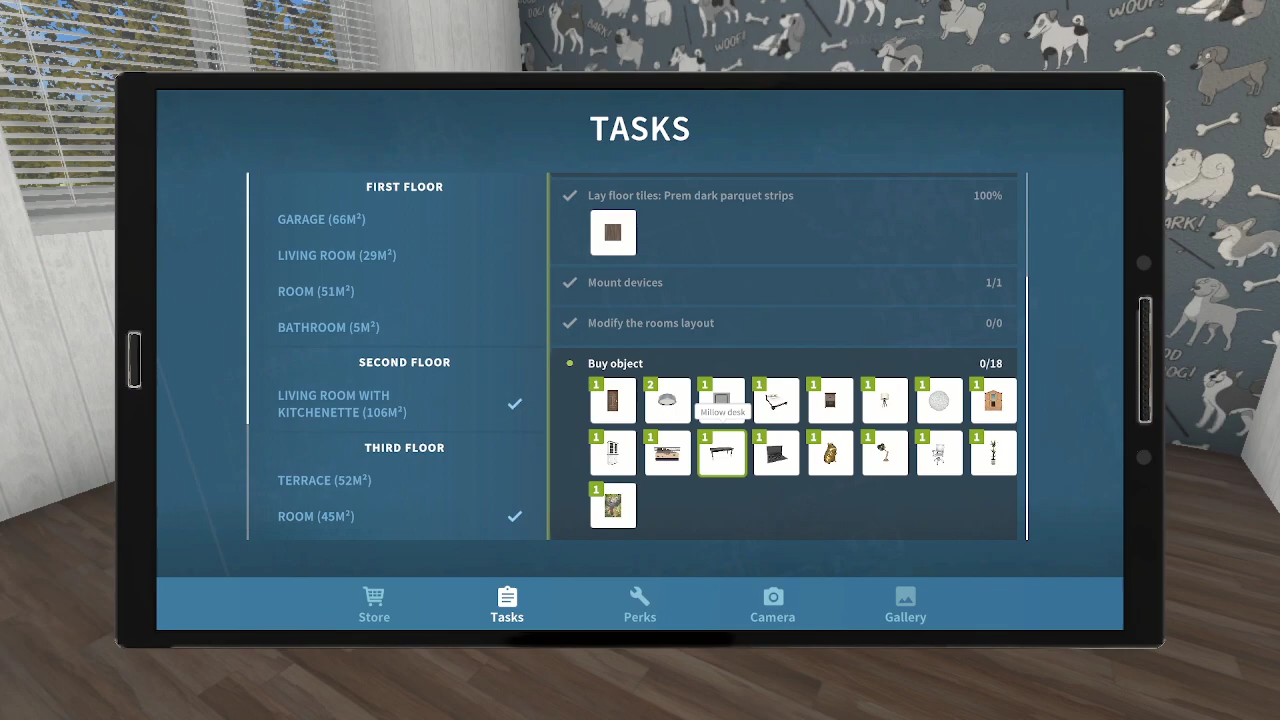 WOOF!
BARK!
WOOF!
TASKS
FIRST FLOOR
GARAGE (66M²)
LIVING ROOM (29M²)
ROOM (51M²)
BATHROOM (5M²)
SECOND FLOOR
LIVING ROOM WITH
KITCHENETTE (106M²)
THIRD FLOOR
TERRACE (52M²)
ROOM (45M²)
Lay floor tiles: Prem dark parquet strips 100%
Mount devices 1/1
Modify the rooms layout 0/0
Buy object 0/18
1 2 1 1 1 1 1 1
Millow desk
1 1 1 1 1 1 1 1
1
Store
Tasks
Perks
Camera
Gallery